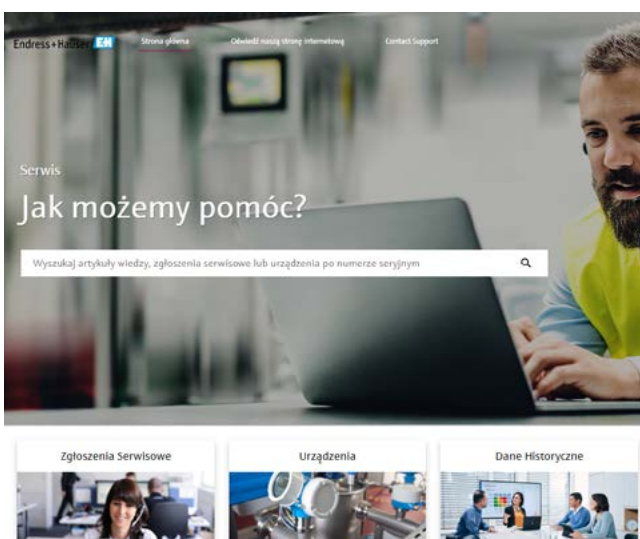 Endress+Hauser EH
Strona główna
Odwiedź naszą stronę internetową
Contact Support
Serwis
Jak możemy pomóc?
Wyszukaj artykuły wiedzy, zgłoszenia serwisowe lub urządzenia po numerze seryjnym
Zgłoszenia Serwisowe
Urządzenia
Dane Historyczne